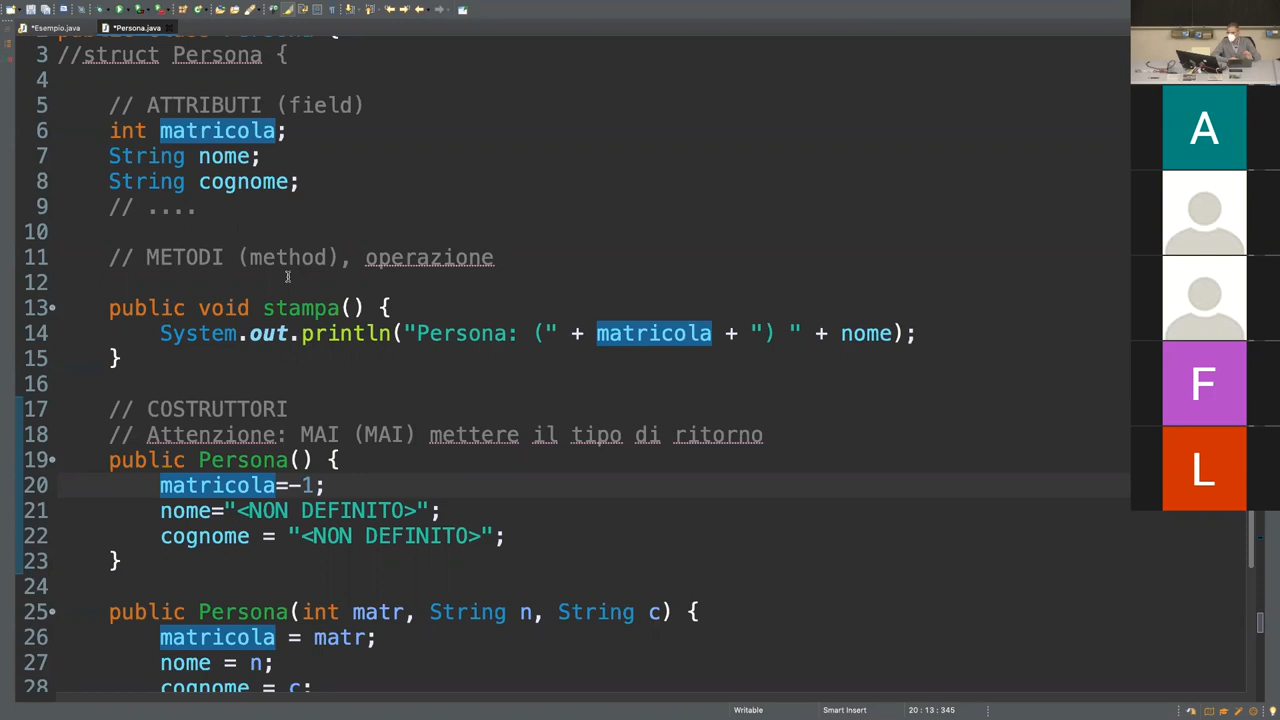 *Esempio.java
*Persona.java
3 //struct Persona {
4
5 // ATTRIBUTI (field)
6 int matricola;
7 String nome;
8 String cognome;
9 // ....
10
11 // METODI (method), operazione
12
13 public void stampa() {
14 System.out.println("Persona: (" + matricola + ") " + nome);
15 }
16
17 // COSTRUTTORI
18 // Attenzione: MAI (MAI) mettere il tipo di ritorno
19 public Persona() {
20 matricola=-1;
21 nome="<NON DEFINITO>";
22 cognome = "<NON DEFINITO>";
23 }
24
25 public Persona(int matr, String n, String c) {
26 matricola = matr;
27 nome = n;
28 cognome = c;
A
F
L
Writable
Smart Insert
20 : 13 : 345